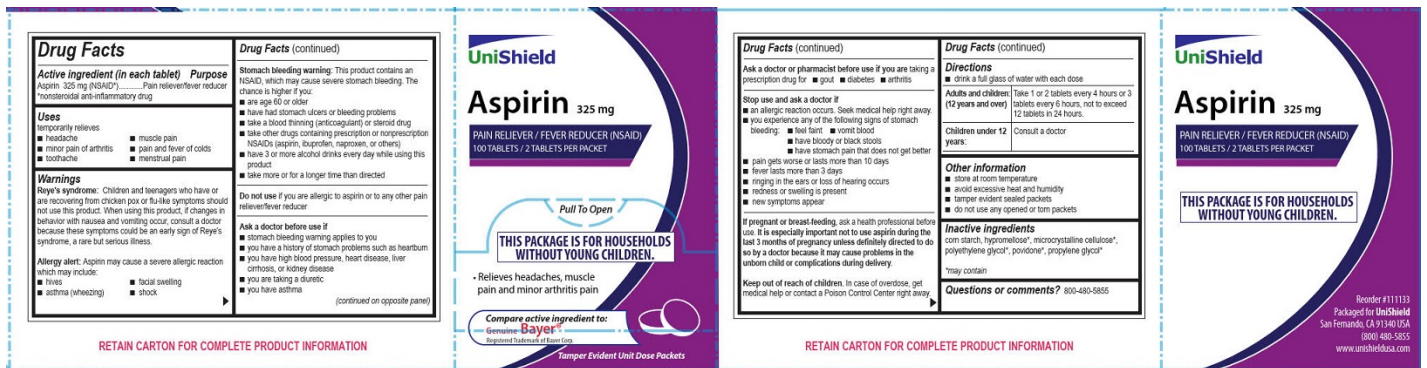 Drug Facts
Active ingredient (in each tablet) Purpose
Aspirin 325 mg (NSAID*)............Pain reliever/fever reducer
*nonsteroidal anti-inflammatory drug
Uses
temporarily relieves
■ headache ■ muscle pain
■ minor pain of arthritis ■ pain and fever of colds
■ toothache ■ menstrual pain
Warnings
Reye's syndrome: Children and teenagers who have or
are recovering from chicken pox or flu-like symptoms should
not use this product. When using this product, if changes in
behavior with nausea and vomiting occur, consult a doctor
because these symptoms could be an early sign of Reye's
syndrome, a rare but serious illness.
Allergy alert: Aspirin may cause a severe allergic reaction
which may include:
■ hives ■ facial swelling
■ asthma (wheezing) ■ shock
Drug Facts (continued)
Stomach bleeding warning: This product contains an
NSAID, which may cause severe stomach bleeding. The
chance is higher if you:
■ are age 60 or older
■ have had stomach ulcers or bleeding problems
■ take a blood thinning (anticoagulant) or steroid drug
■ take other drugs containing prescription or nonprescription
NSAIDs (aspirin, ibuprofen, naproxen, or others)
■ have 3 or more alcohol drinks every day while using this
product
■ take more or for a longer time than directed
Do not use if you are allergic to aspirin or to any other pain
reliever/fever reducer
Ask a doctor before use if
■ stomach bleeding warning applies to you
■ you have a history of stomach problems such as heartburn
■ you have high blood pressure, heart disease, liver
cirrhosis, or kidney disease
■ you are taking a diuretic
■ you have asthma
(continued on opposite panel)
RETAIN CARTON FOR COMPLETE PRODUCT INFORMATION
UniShield
Aspirin 325 mg
PAIN RELIEVER / FEVER REDUCER (NSAID)
100 TABLETS / 2 TABLETS PER PACKET
Pull To Open
THIS PACKAGE IS FOR HOUSEHOLDS
WITHOUT YOUNG CHILDREN.
• Relieves headaches, muscle
pain and minor arthritis pain
Compare active ingredient to:
Genuine Bayer®
Registered Trademark of Bayer Corp.
Tamper Evident Unit Dose Packets
Drug Facts (continued)
Ask a doctor or pharmacist before use if you are taking a
prescription drug for ■ gout ■ diabetes ■ arthritis
Stop use and ask a doctor if
■ an allergic reaction occurs. Seek medical help right away.
■ you experience any of the following signs of stomach
bleeding: ■ feel faint ■ vomit blood
■ have bloody or black stools
■ have stomach pain that does not get better
■ pain gets worse or lasts more than 10 days
■ fever lasts more than 3 days
■ ringing in the ears or loss of hearing occurs
■ redness or swelling is present
■ new symptoms appear
If pregnant or breast-feeding, ask a health professional before
use. It is especially important not to use aspirin during the
last 3 months of pregnancy unless definitely directed to do
so by a doctor because it may cause problems in the
unborn child or complications during delivery.
Keep out of reach of children. In case of overdose, get
medical help or contact a Poison Control Center right away.
Drug Facts (continued)
Directions
■ drink a full glass of water with each dose
Adults and children: Take 1 or 2 tablets every 4 hours or 3
(12 years and over) tablets every 6 hours, not to exceed
12 tablets in 24 hours.
Children under 12 Consult a doctor
years:
Other information
■ store at room temperature
■ avoid excessive heat and humidity
■ tamper evident sealed packets
■ do not use any opened or torn packets
Inactive ingredients
corn starch, hypromellose*, microcrystalline cellulose*,
polyethylene glycol*, povidone*, propylene glycol*
*may contain
Questions or comments? 800-480-5855
RETAIN CARTON FOR COMPLETE PRODUCT INFORMATION
UniShield
Aspirin 325 mg
PAIN RELIEVER / FEVER REDUCER (NSAID)
100 TABLETS / 2 TABLETS PER PACKET
THIS PACKAGE IS FOR HOUSEHOLDS
WITHOUT YOUNG CHILDREN.
Reorder #111133
Packaged for UniShield
San Fernando, CA 91340 USA
(800) 480-5855
www.unishieldusa.com